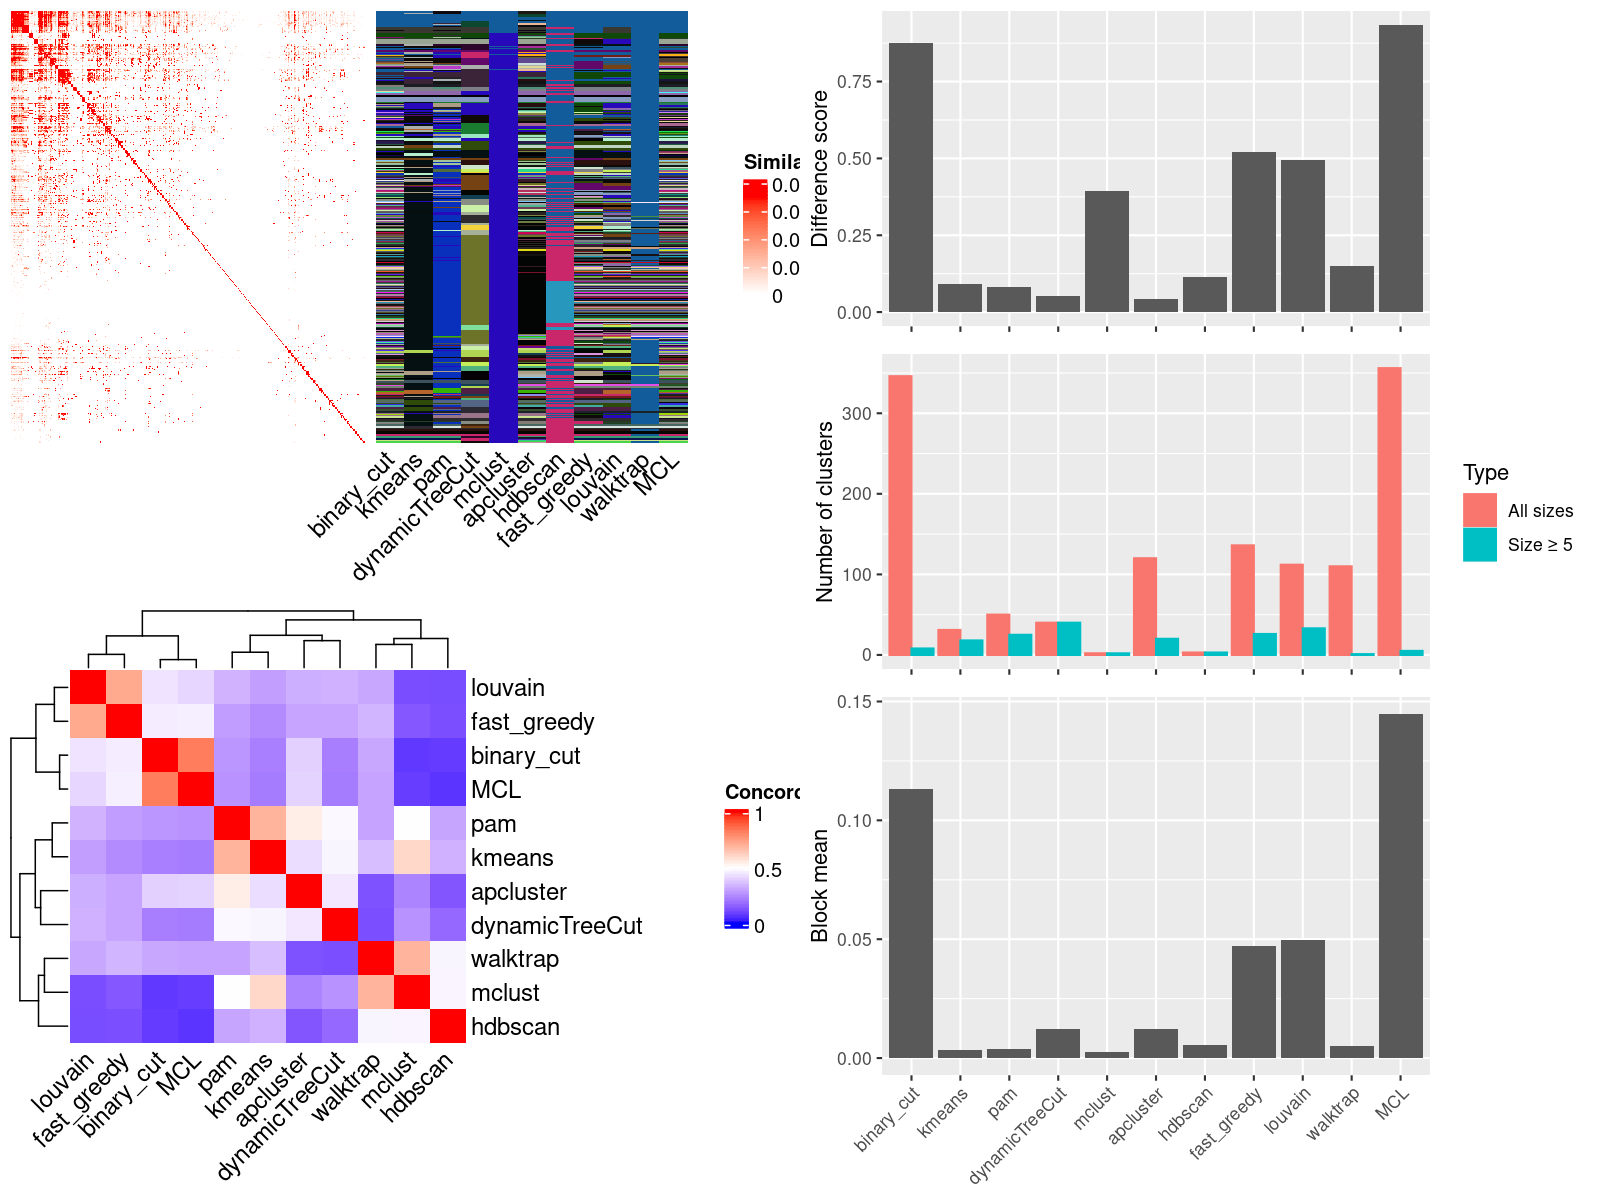 Simila
0.0
0.0
0.0
0.0
0
binary_cut
kmeans
pam
dynamicTreeCut
mclust
apcluster
hdbscan
fast_greedy
louvain
walktrap
MCL
louvain
fast_greedy
binary_cut
MCL
pam
kmeans
apcluster
dynamicTreeCut
walktrap
mclust
hdbscan
louvain
fast_greedy
binary_cut
MCL
pam
kmeans
apcluster
dynamicTreeCut
walktrap
mclust
hdbscan
Concord
1
0.5
0
Difference score
0.75
0.50
0.25
0.00
Number of clusters
300
200
100
0
Type
All sizes
Size ≥ 5
Block mean
0.15
0.10
0.05
0.00
binary_cut
kmeans
pam
dynamicTreeCut
mclust
apcluster
hdbscan
fast_greedy
louvain
walktrap
MCL